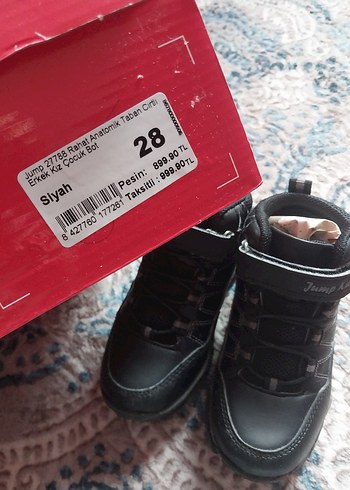 Jump 27788 Rahat Anatomik Taban Cırtlı
Erkek Kız Çocuk Bot
28
Siyah
Peşin: 899.90 TL
Taksitli : 999.90 TL
8 427760 177261
Jump